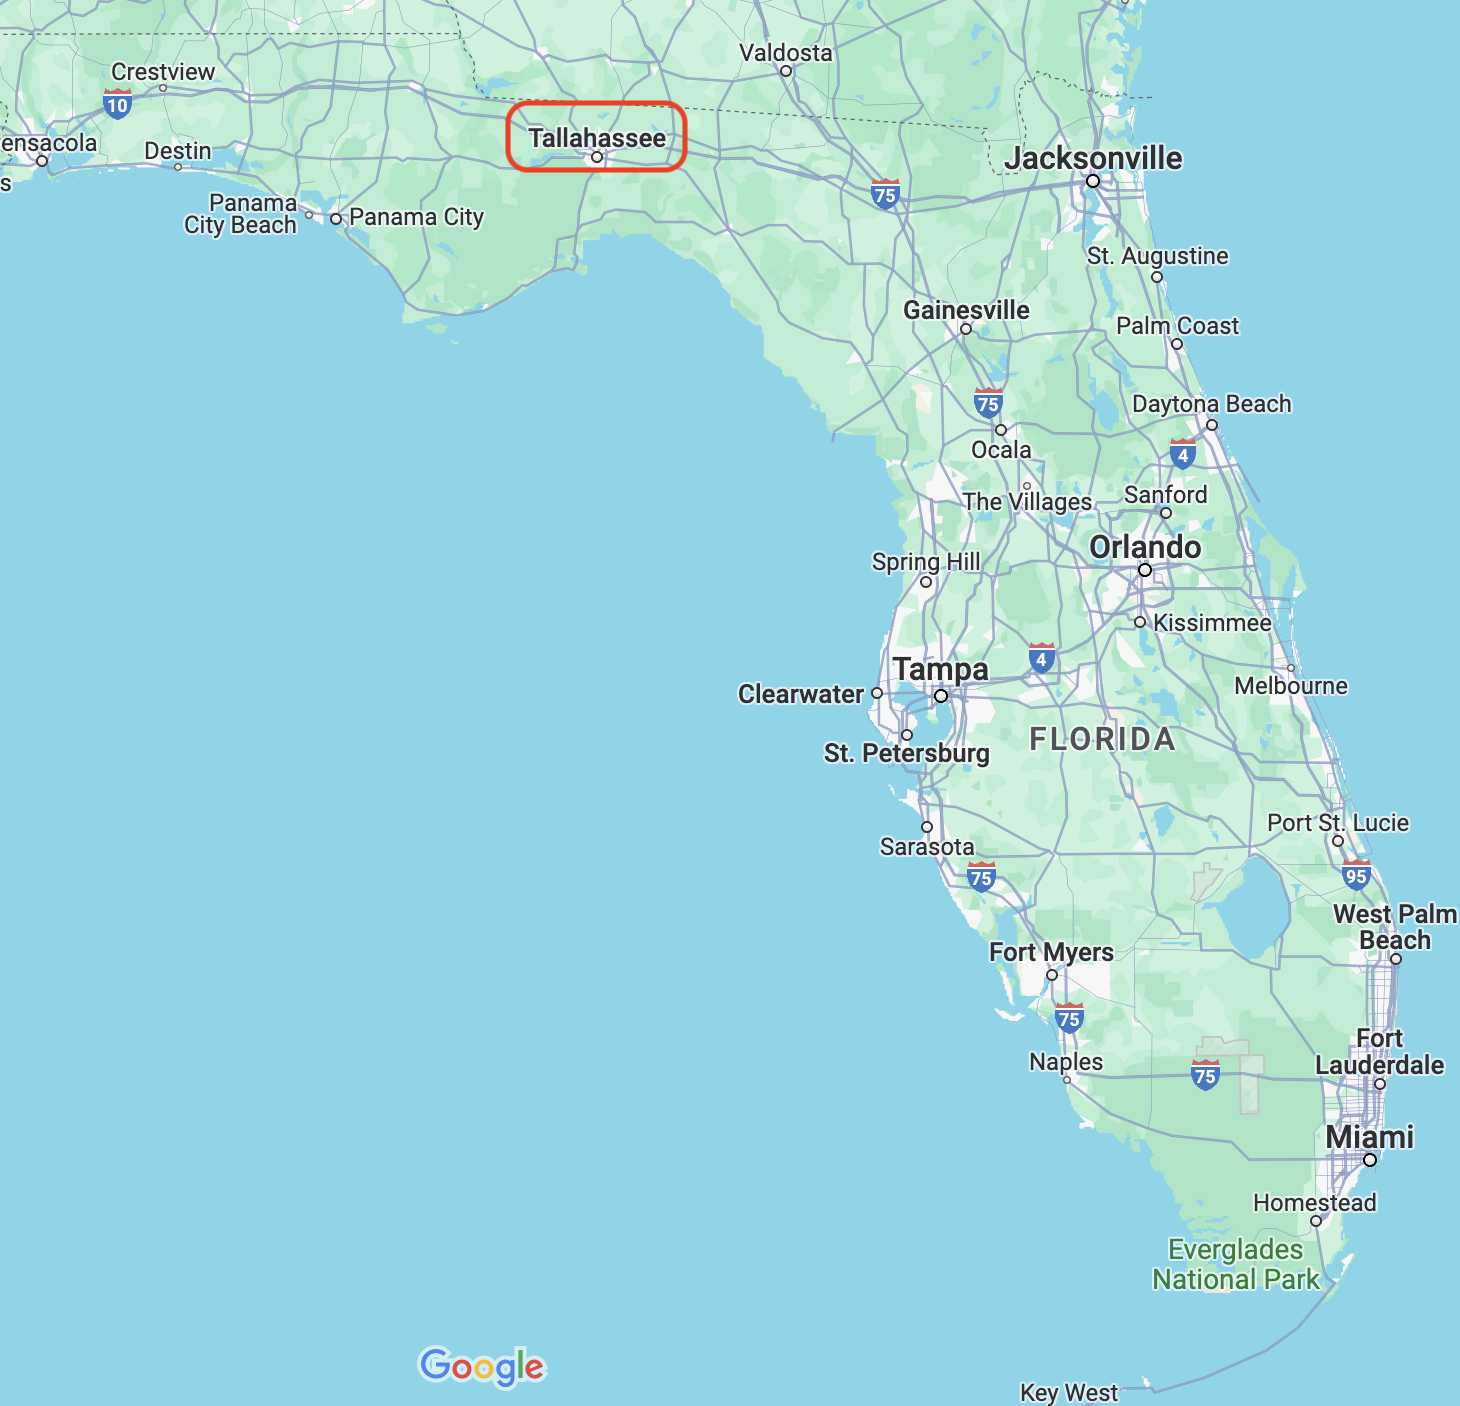 Valdosta
Crestview
10
Tallahassee
ensacola
Destin
s
Jacksonville
75
Panama
City Beach
Panama City
St. Augustine
Gainesville
Palm Coast
75
Daytona Beach
Ocala
4
The Villages
Sanford
Orlando
Spring Hill
Kissimmee
4
Tampa
Clearwater
Melbourne
FLORIDA
St. Petersburg
Port St. Lucie
Sarasota
75
95
West Palm
Beach
Fort Myers
75
Fort
Lauderdale
Naples
75
Miami
Homestead
Everglades
National Park
Google
Key West